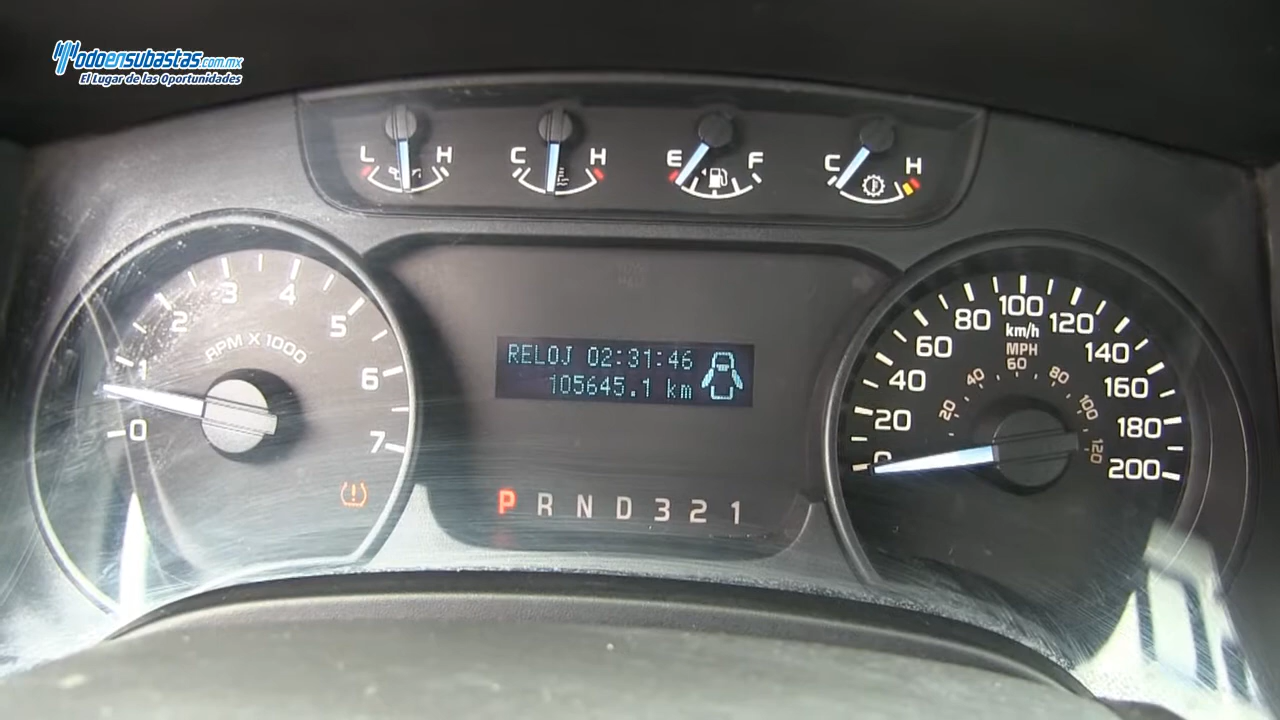 Todoensubastas.com.mx
El Lugar de las Oportunidades
L H
C H
E F
C H
0 1 2 3 4 5 6 7
RPM X 1000
RELOJ 02:31:46
105645.1 km
P R N D 3 2 1
0 20 40 60 80 100 120 140 160 180 200
km/h
MPH
20 40 60 80 100 120